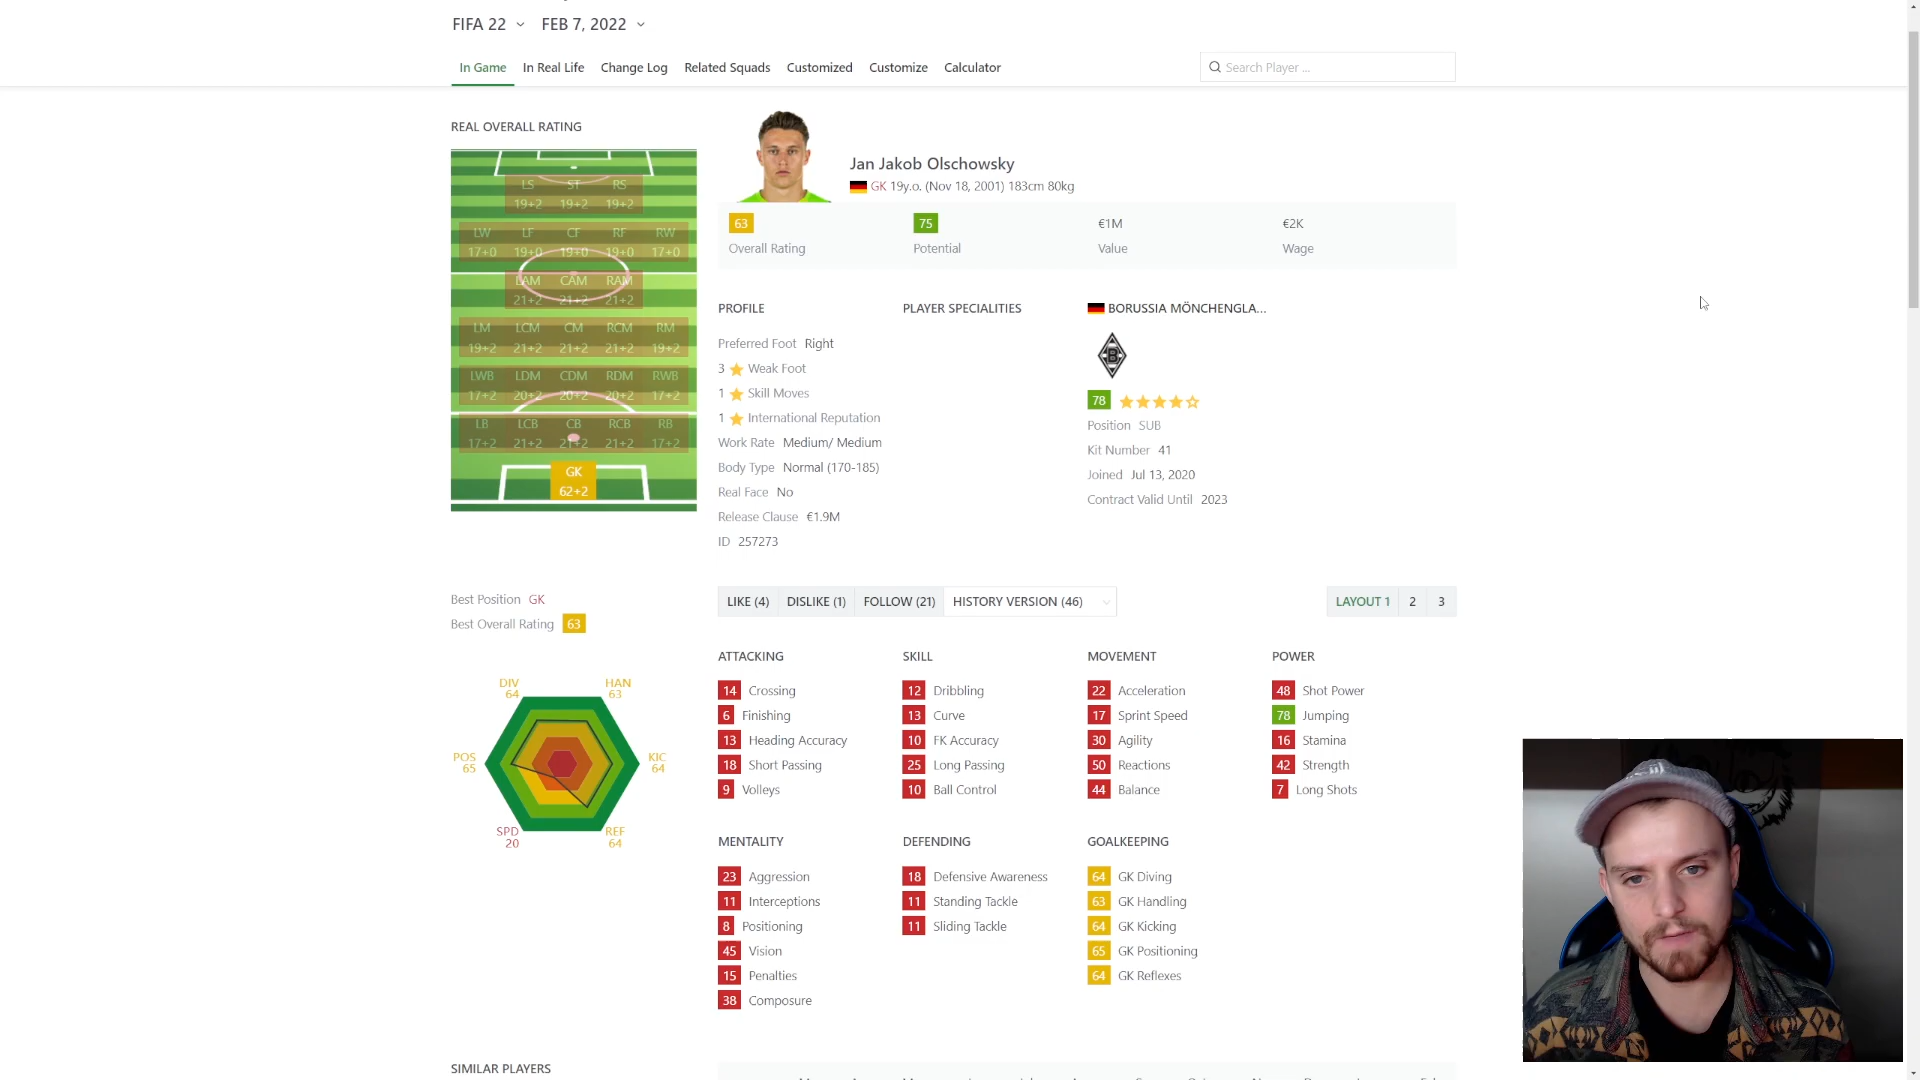 FIFA 22 FEB 7, 2022
In Game In Real Life Change Log Related Squads Customized Customize Calculator Search Player ...
REAL OVERALL RATING
LS ST RS
19+2 19+2 19+2
LW LF CF RF RW
17+0 19+0 19+0 19+0 17+0
LAM CAM RAM
21+2 21+2 21+2
LM LCM CM RCM RM
19+2 21+2 21+2 21+2 19+2
LWB LDM CDM RDM RWB
17+2 20+2 20+2 20+2 17+2
LB LCB CB RCB RB
17+2 21+2 21+2 21+2 17+2
GK
62+2
Jan Jakob Olschowsky
GK 19y.o. (Nov 18, 2001) 183cm 80kg
63 75 €1M €2K
Overall Rating Potential Value Wage
PROFILE
Preferred Foot Right
3 Weak Foot
1 Skill Moves
1 International Reputation
Work Rate Medium/ Medium
Body Type Normal (170-185)
Real Face No
Release Clause €1.9M
ID 257273
PLAYER SPECIALITIES
BORUSSIA MÖNCHENGLA...
B
78
Position SUB
Kit Number 41
Joined Jul 13, 2020
Contract Valid Until 2023
Best Position GK
Best Overall Rating 63
LIKE (4) DISLIKE (1) FOLLOW (21) HISTORY VERSION (46) LAYOUT 1 2 3
DIV
64
HAN
63
POS
65
KIC
64
SPD
20
REF
64
ATTACKING
14 Crossing
6 Finishing
13 Heading Accuracy
18 Short Passing
9 Volleys
SKILL
12 Dribbling
13 Curve
10 FK Accuracy
25 Long Passing
10 Ball Control
MOVEMENT
22 Acceleration
17 Sprint Speed
30 Agility
50 Reactions
44 Balance
POWER
48 Shot Power
78 Jumping
16 Stamina
42 Strength
7 Long Shots
MENTALITY
23 Aggression
11 Interceptions
8 Positioning
45 Vision
15 Penalties
38 Composure
DEFENDING
18 Defensive Awareness
11 Standing Tackle
11 Sliding Tackle
GOALKEEPING
64 GK Diving
63 GK Handling
64 GK Kicking
65 GK Positioning
64 GK Reflexes
SIMILAR PLAYERS